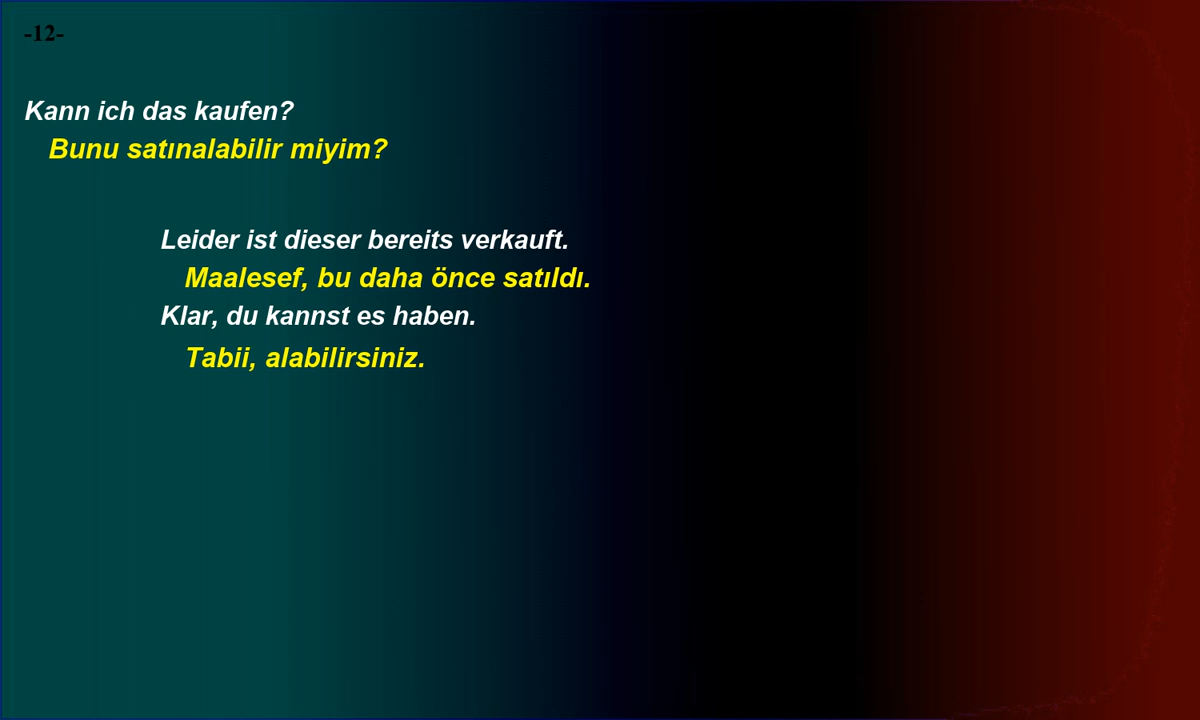 -12-
Kann ich das kaufen?
Bunu satınalabilir miyim?
Leider ist dieser bereits verkauft.
Maalesef, bu daha önce satıldı.
Klar, du kannst es haben.
Tabii, alabilirsiniz.